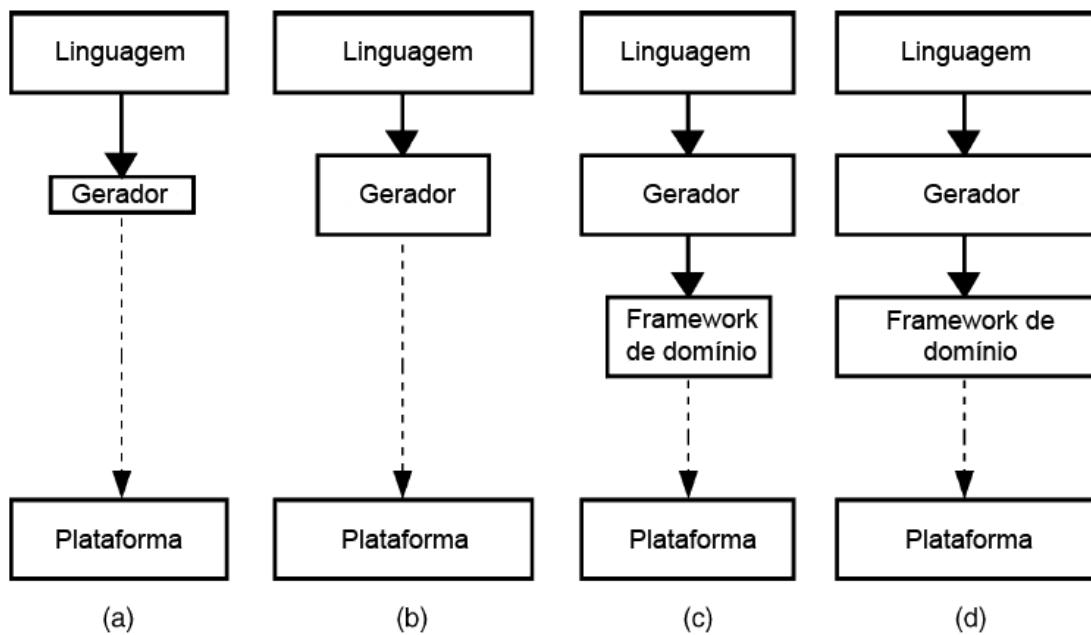 Linguagem
Linguagem
Linguagem
Linguagem
Gerador
Gerador
Gerador
Gerador
Framework
de domínio
Framework de
domínio
Plataforma
Plataforma
Plataforma
Plataforma
(a)
(b)
(c)
(d)